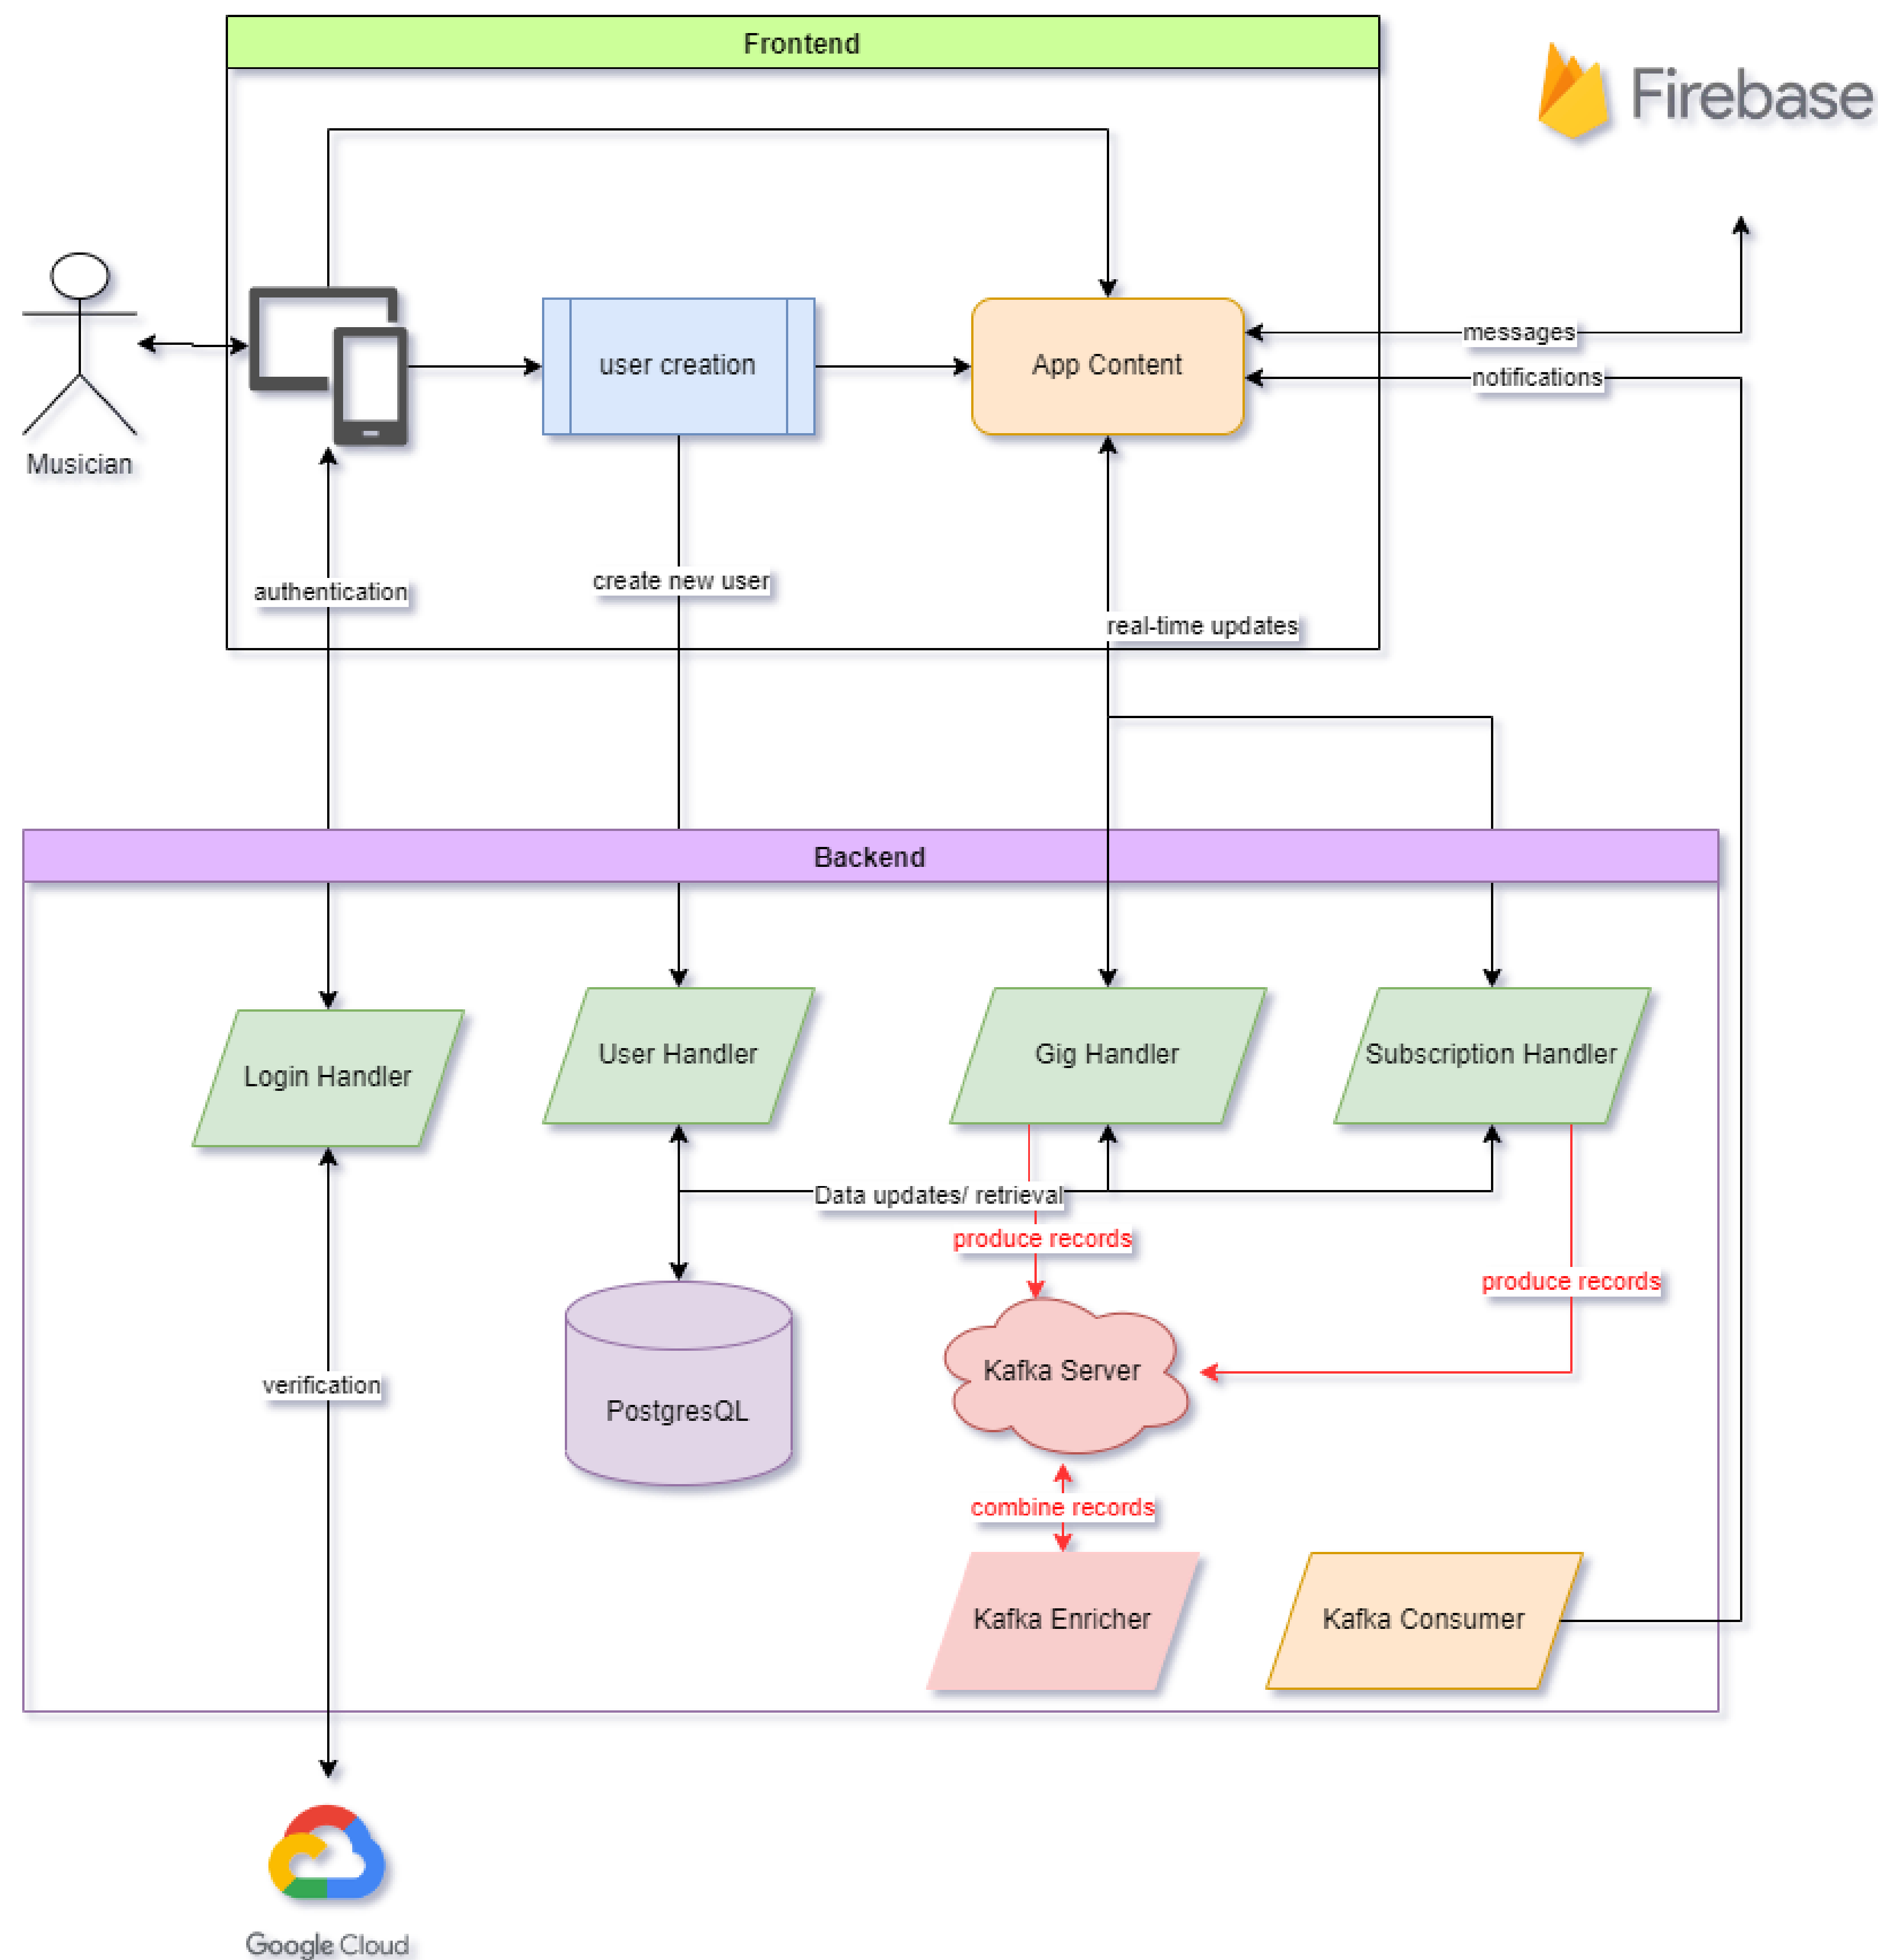 Frontend
Firebase
user creation
App Content
messages
notifications
Musician
authentication
create new user
real-time updates
Backend
Login Handler
User Handler
Gig Handler
Subscription Handler
Data updates/ retrieval
produce records
produce records
Kafka Server
verification
PostgresQL
combine records
Kafka Enricher
Kafka Consumer
Google Cloud